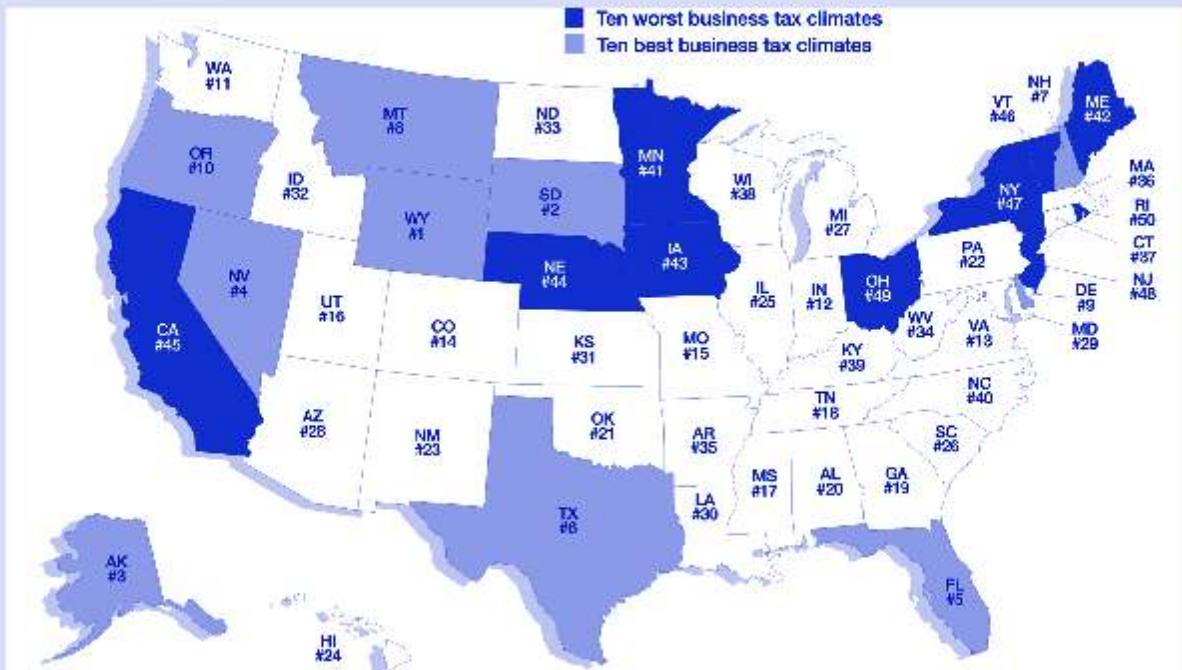 Ten worst business tax climates
Ten best business tax climates
WA
#11
MT
#8
ND
#33
MN
#41
VT
#46
NH
#7
ME
#42
OR
#10
ID
#32
SD
#2
WI
#38
MA
#36
WY
#1
MI
#27
NY
#47
RI
#50
NV
#4
NE
#44
IA
#43
PA
#22
CT
#37
CA
#45
UT
#16
IL
#25
IN
#12
OH
#49
NJ
#48
CO
#14
KS
#31
MO
#15
WV
#34
VA
#13
DE
#9
KY
#39
MD
#29
AZ
#28
NM
#23
OK
#21
AR
#35
TN
#18
NC
#40
SC
#26
MS
#17
AL
#20
GA
#19
LA
#30
TX
#6
AK
#3
FL
#5
HI
#24